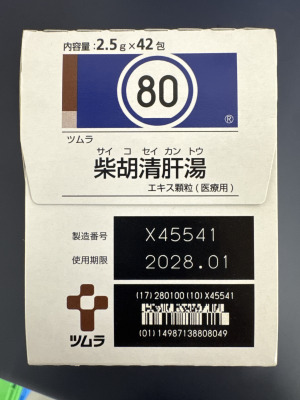 内容量：2.5g×42包
80
®
ツムラ
サイ コ セイ カン トウ
柴胡清肝湯
エキス顆粒(医療用)
製造番号 X45541
使用期限 2028.01
(17)280100(10)X45541
(01)14987138808049
ツムラ